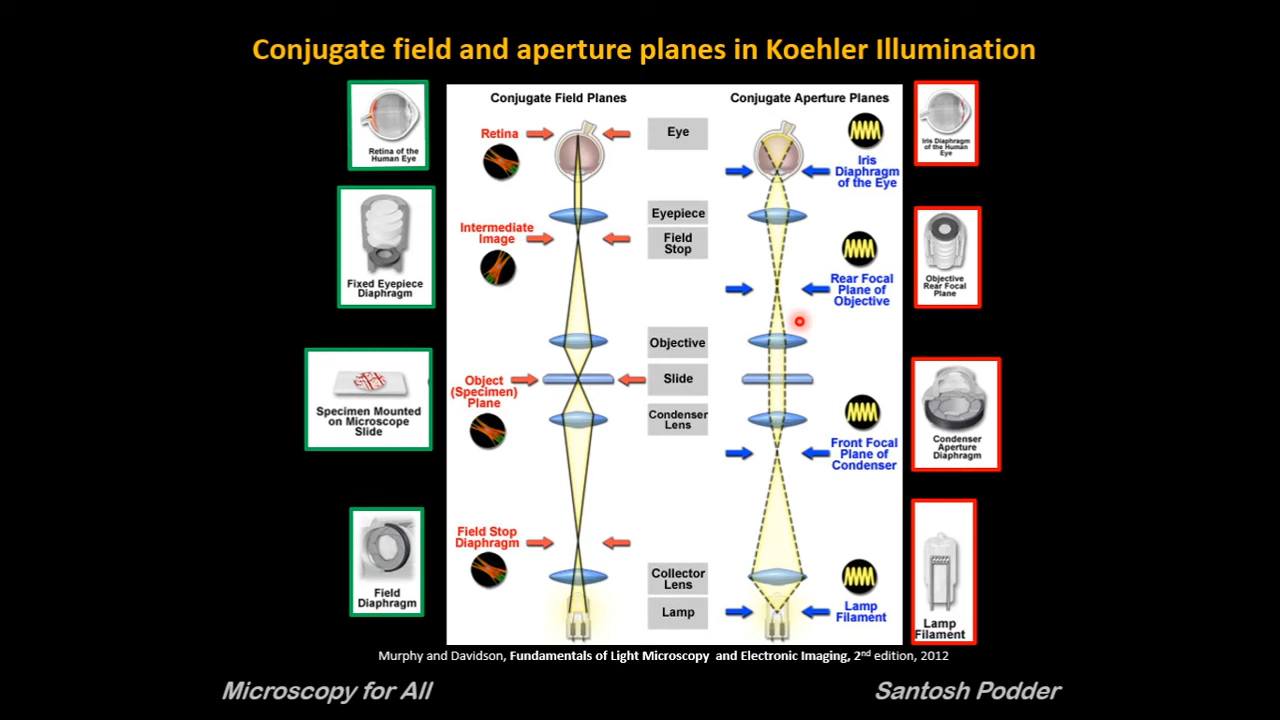 Conjugate field and aperture planes in Koehler Illumination
Retina of the
Human Eye
Fixed Eyepiece
Diaphragm
Specimen Mounted
on Microscope
Slide
Field
Diaphragm
Conjugate Field Planes
Retina
Intermediate
Image
Object
(Specimen)
Plane
Field Stop
Diaphragm
Eye
Eyepiece
Field
Stop
Objective
Slide
Condenser
Lens
Collector
Lens
Lamp
Conjugate Aperture Planes
Iris
Diaphragm
of the Eye
Rear Focal
Plane of
Objective
Front Focal
Plane of
Condenser
Lamp
Filament
Iris Diaphragm
of the Human
Eye
Objective
Rear Focal
Plane
Condenser
Aperture
Diaphragm
Lamp
Filament
Murphy and Davidson, Fundamentals of Light Microscopy and Electronic Imaging, 2nd edition, 2012
Microscopy for All
Santosh Podder